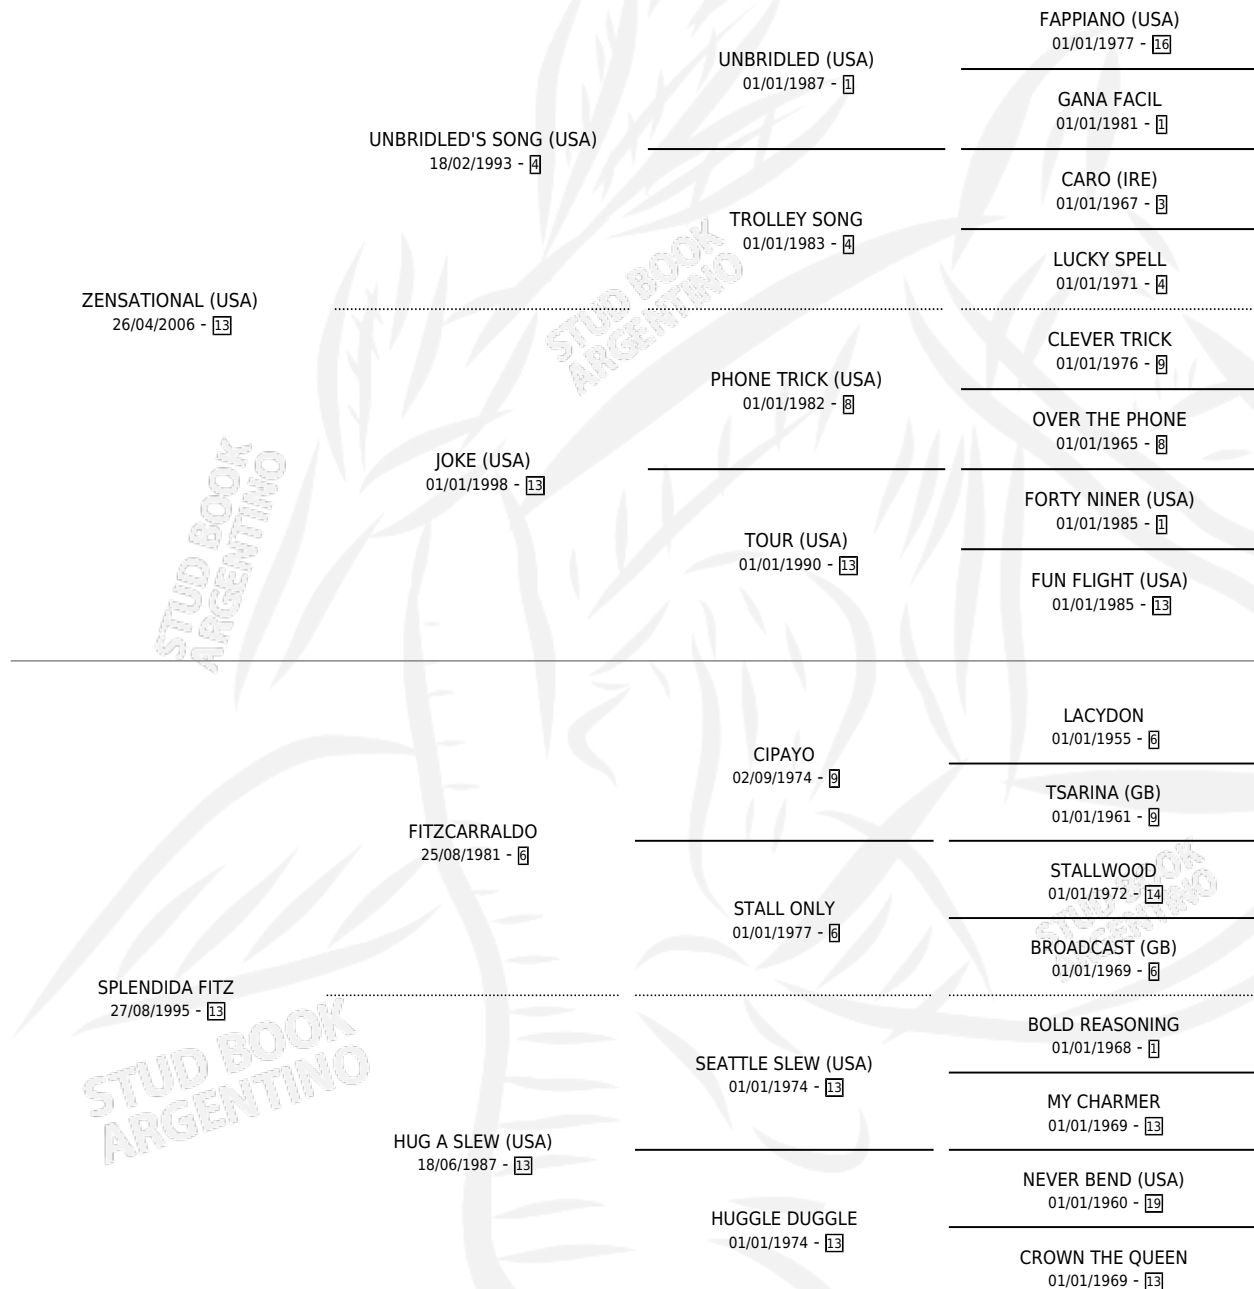 FAPPIANO (USA)
01/01/1977 - 16
UNBRIDLED (USA)
01/01/1987 - 1
GANA FACIL
01/01/1981 - 1
UNBRIDLED'S SONG (USA)
18/02/1993 - 4
CARO (IRE)
01/01/1967 - 3
TROLLEY SONG
01/01/1983 - 4
LUCKY SPELL
01/01/1971 - 4
ZENSATIONAL (USA)
26/04/2006 - 13
STUD BOOK
ARGENTINO
CLEVER TRICK
01/01/1976 - 9
PHONE TRICK (USA)
01/01/1982 - 8
OVER THE PHONE
01/01/1965 - 8
JOKE (USA)
01/01/1998 - 13
FORTY NINER (USA)
01/01/1985 - 1
TOUR (USA)
01/01/1990 - 13
FUN FLIGHT (USA)
01/01/1985 - 13
STUD BOOK
ARGENTINO
LACYDON
01/01/1955 - 6
CIPAYO
02/09/1974 - 9
TSARINA (GB)
01/01/1961 - 9
FITZCARRALDO
25/08/1981 - 6
STALLWOOD
01/01/1972 - 14
STALL ONLY
01/01/1977 - 6
STUD BOOK
ARGENTINO
BROADCAST (GB)
01/01/1969 - 6
SPLENDIDA FITZ
27/08/1995 - 13
BOLD REASONING
01/01/1968 - 1
SEATTLE SLEW (USA)
01/01/1974 - 13
MY CHARMER
01/01/1969 - 13
STUD BOOK
ARGENTINO
HUG A SLEW (USA)
18/06/1987 - 13
NEVER BEND (USA)
01/01/1960 - 19
HUGGLE DUGGLE
01/01/1974 - 13
CROWN THE QUEEN
01/01/1969 - 13